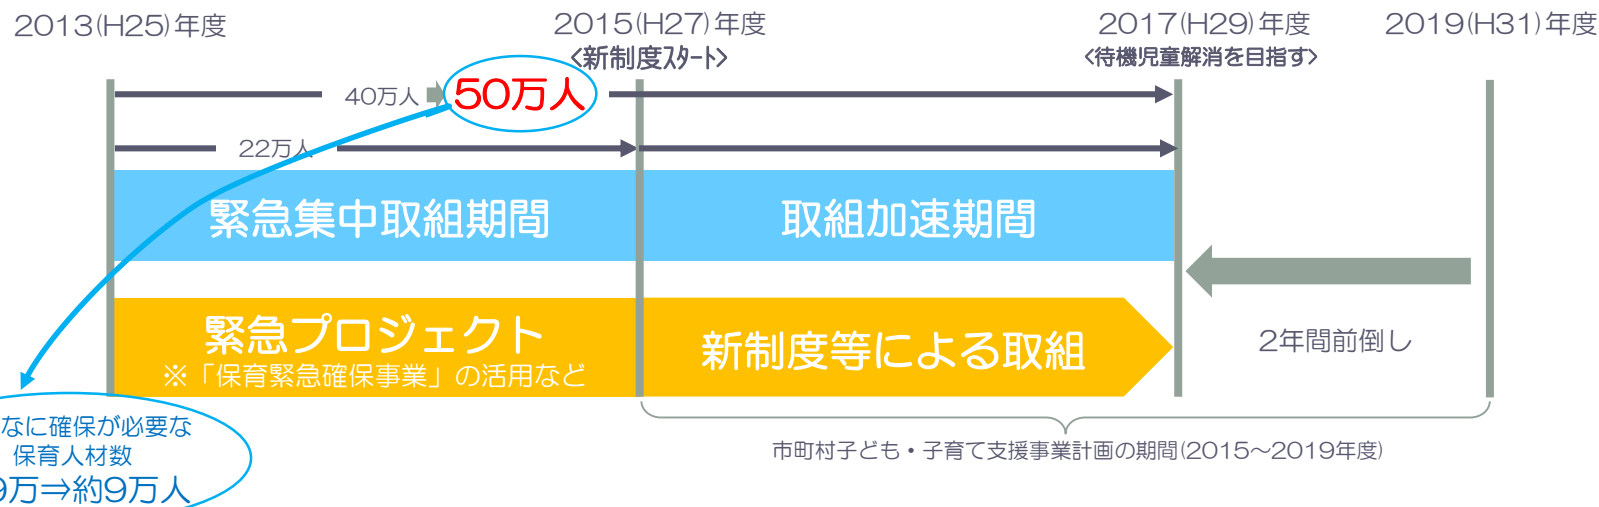 2013(H25)年度
2015(H27)年度
<新制度ｽﾀｰﾄ>
2017(H29)年度
<待機児童解消を目指す>
2019(H31)年度
40万人
50万人
22万人
緊急集中取組期間
取組加速期間
緊急プロジェクト
※「保育緊急確保事業」の活用など
新制度等による取組
2年間前倒し
市町村子ども・子育て支援事業計画の期間(2015～2019年度)
なに確保が必要な
保育人材数
9万⇒約9万人